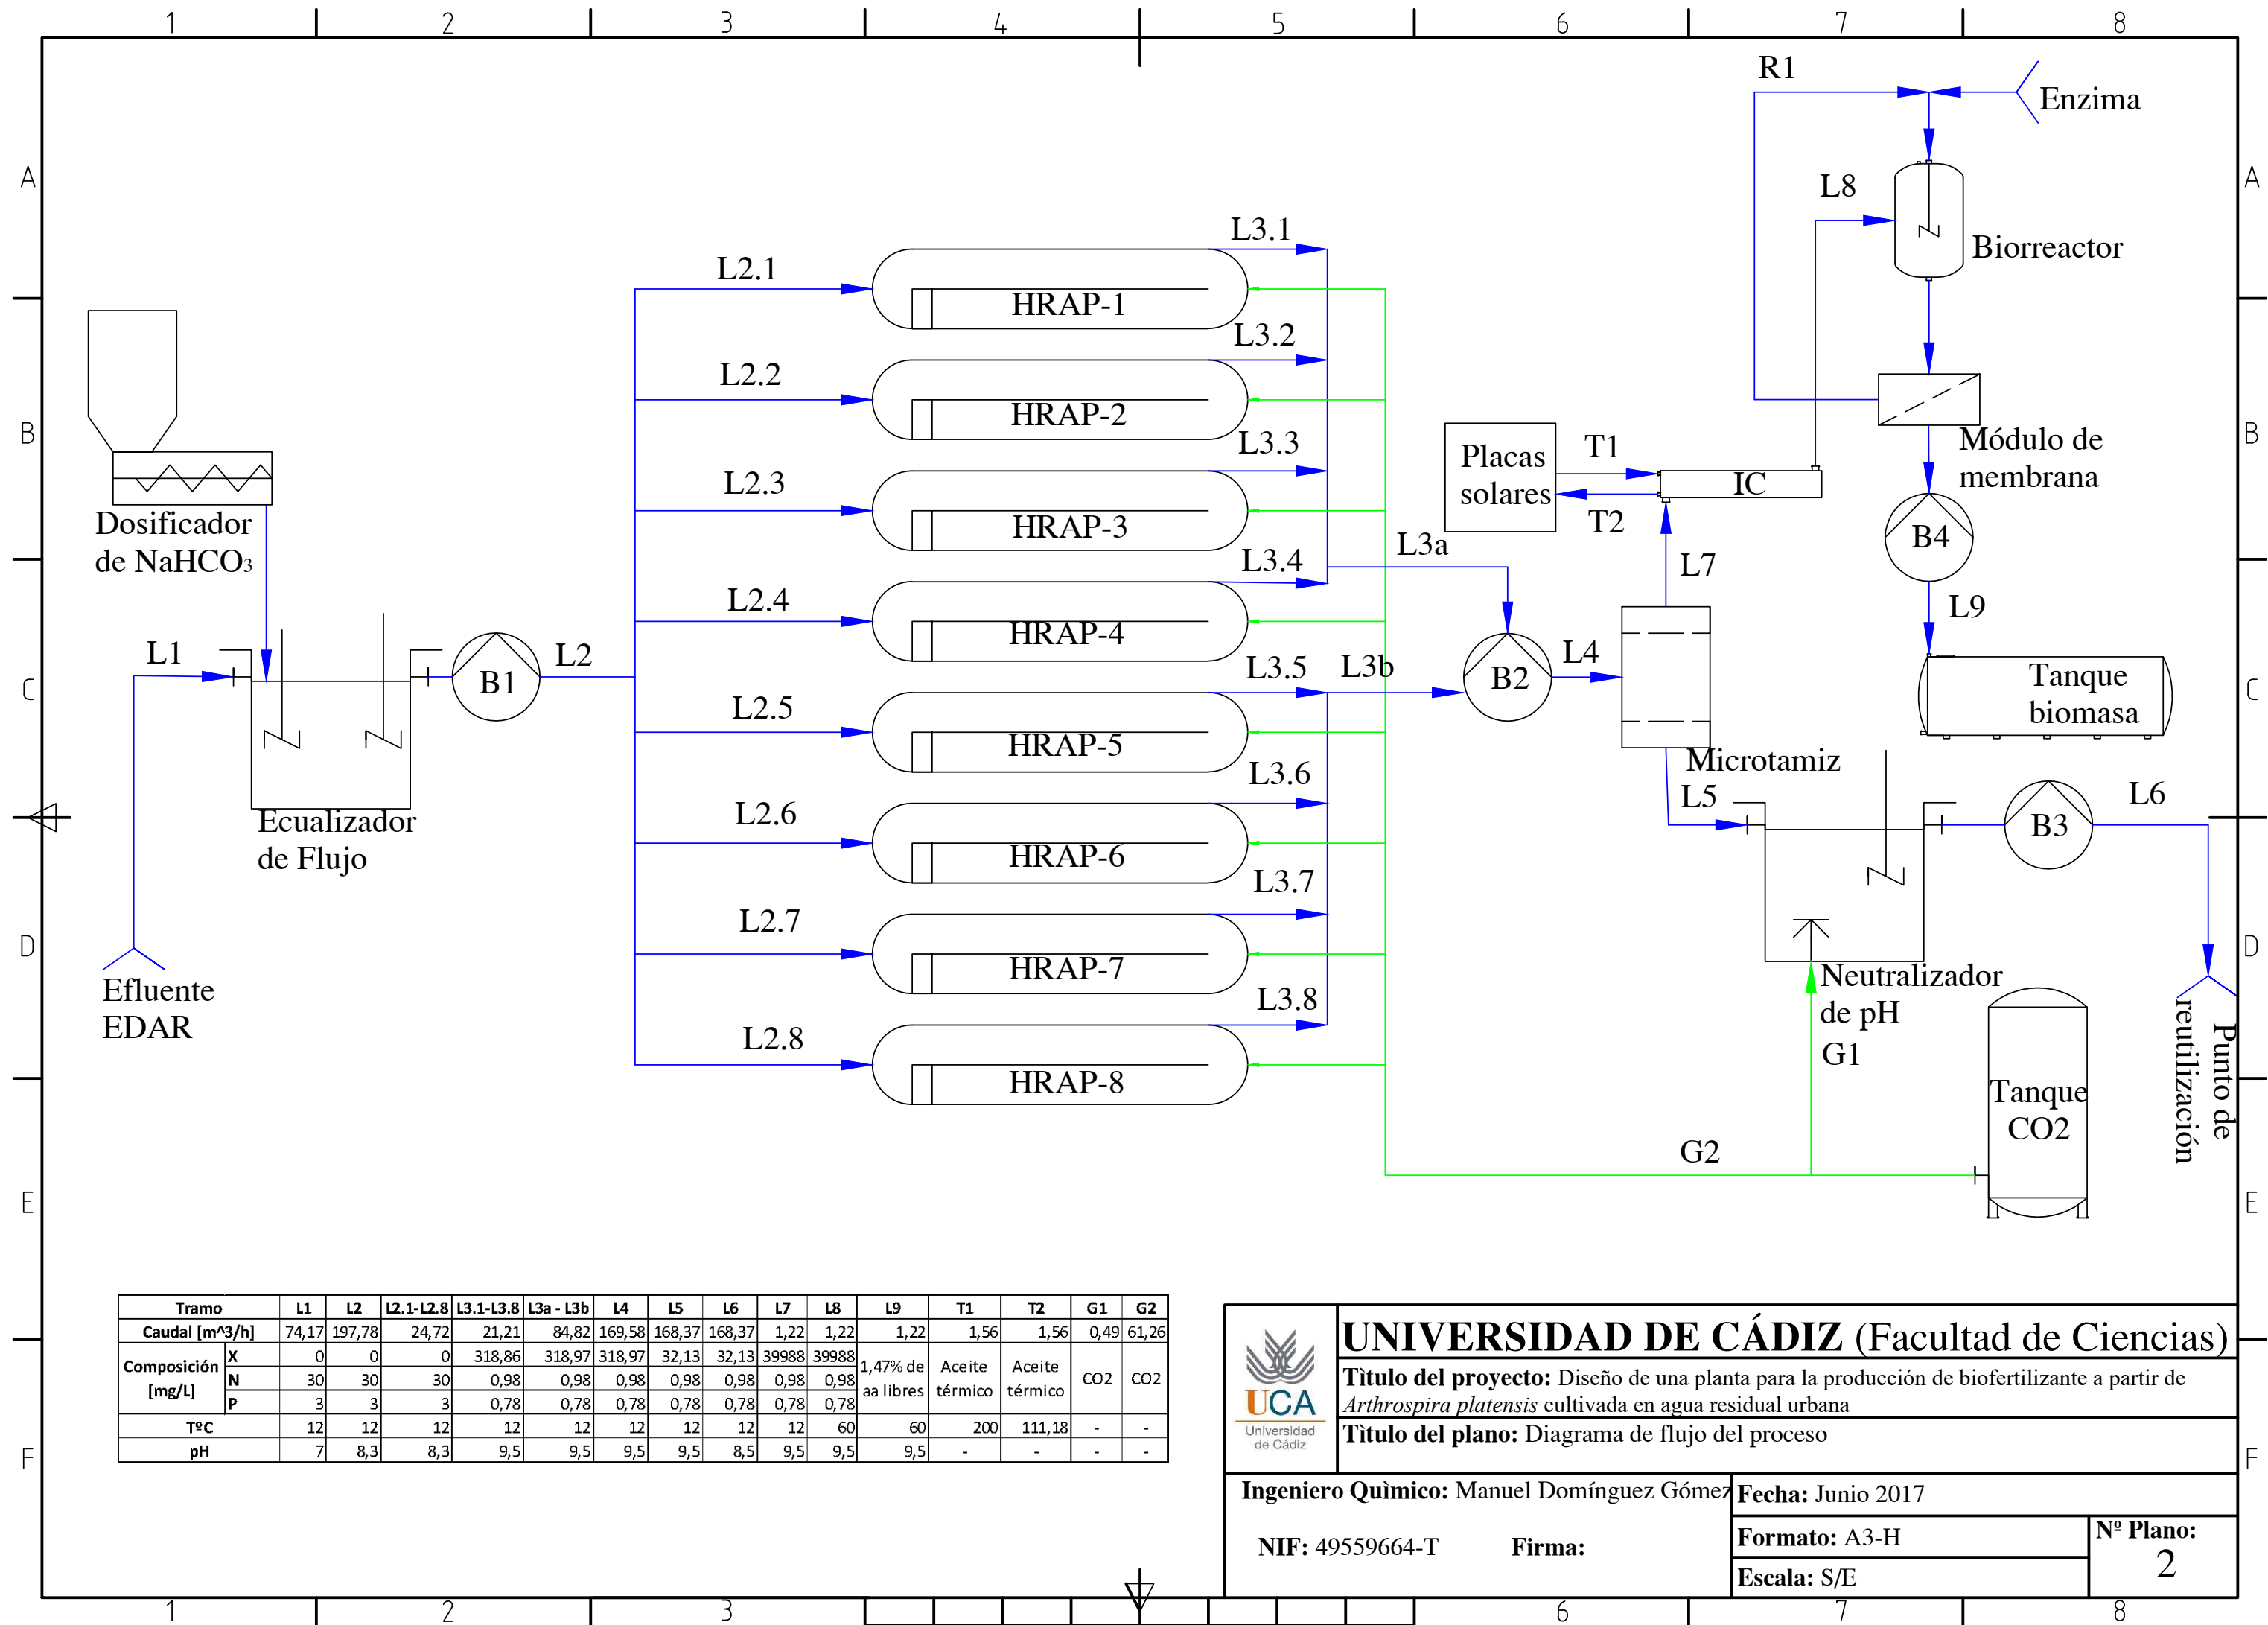 1 2 3 4 5 6 7 8
R1
Enzima
A A
L8
L3.1
Biorreactor
L2.1
HRAP-1
L3.2
L2.2
HRAP-2
B B
L3.3
Módulo de
membrana
Placas
solares
T1
IC
T2
L2.3
HRAP-3
Dosificador
de NaHCO3
B4
L3a
L3.4
L7
L2.4
HRAP-4
L9
L1
L2
B1
L3.5
L3b
L4
B2
Tanque
biomasa
C C
L2.5
HRAP-5
Microtamiz
L3.6
L5
L6
B3
Ecualizador
de Flujo
L2.6
HRAP-6
L3.7
L2.7
HRAP-7
D D
Efluente
EDAR
Neutralizador
de pH
L3.8
G1
Punto de
reutilización
L2.8
HRAP-8
Tanque
CO2
G2
E E
Tramo L1 L2 L2.1-L2.8 L3.1-L3.8 L3a - L3b L4 L5 L6 L7 L8 L9 T1 T2 G1 G2
Caudal [m^3/h] 74,17 197,78 24,72 21,21 84,82 169,58 168,37 168,37 1,22 1,22 1,22 1,56 1,56 0,49 61,26
Composición [mg/L] X 0 0 0 318,86 318,97 318,97 32,13 32,13 39988 39988 1,47% de aa libres Aceite térmico Aceite térmico CO2 CO2
N 30 30 30 0,98 0,98 0,98 0,98 0,98 0,98 0,98
P 3 3 3 0,78 0,78 0,78 0,78 0,78 0,78 0,78
TºC 12 12 12 12 12 12 12 12 12 60 60 200 111,18 - -
pH 7 8,3 8,3 9,5 9,5 9,5 9,5 8,5 9,5 9,5 9,5 - - - -
UCA
Universidad
de Cádiz
UNIVERSIDAD DE CÁDIZ (Facultad de Ciencias)
Tìtulo del proyecto: Diseño de una planta para la producción de biofertilizante a partir de
Arthrospira platensis cultivada en agua residual urbana
Tìtulo del plano: Diagrama de flujo del proceso
Ingeniero Quìmico: Manuel Domínguez Gómez
Fecha: Junio 2017
NIF: 49559664-T Firma:
Formato: A3-H
Nº Plano:
2
Escala: S/E
F F
1 2 3 4 5 6 7 8